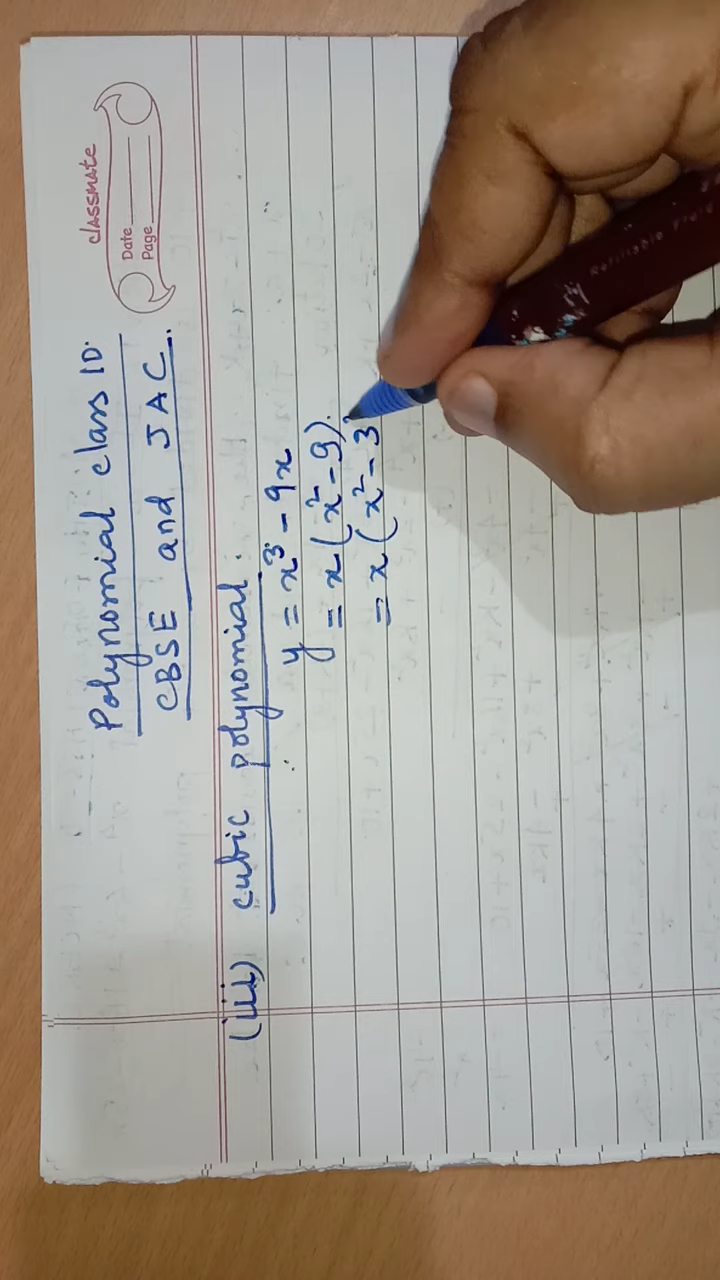 classmate
Date
Page
Polynomial class 10.
CBSE and JAC.
(iii) cubic polynomial.
y = x³ - 9x
= x(x² - 9).
= x(x² - 3²